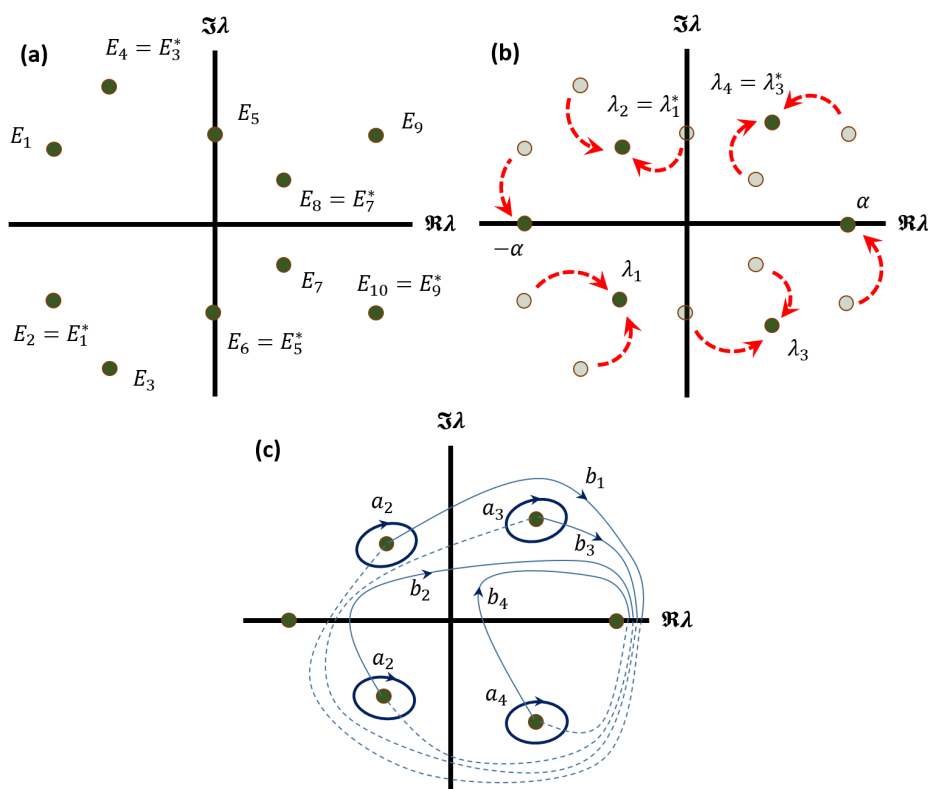 (a)
ℑλ
E₄ = E₃*
E₅
E₉
E₁
E₈ = E₇*
ℜλ
E₇
E₁₀ = E₉*
E₂ = E₁*
E₆ = E₅*
E₃
(b)
ℑλ
λ₂ = λ₁*
λ₄ = λ₃*
α
ℜλ
−α
λ₁
λ₃
(c)
ℑλ
b₁
a₂
a₃
b₃
b₂
b₄
ℜλ
a₂
a₄